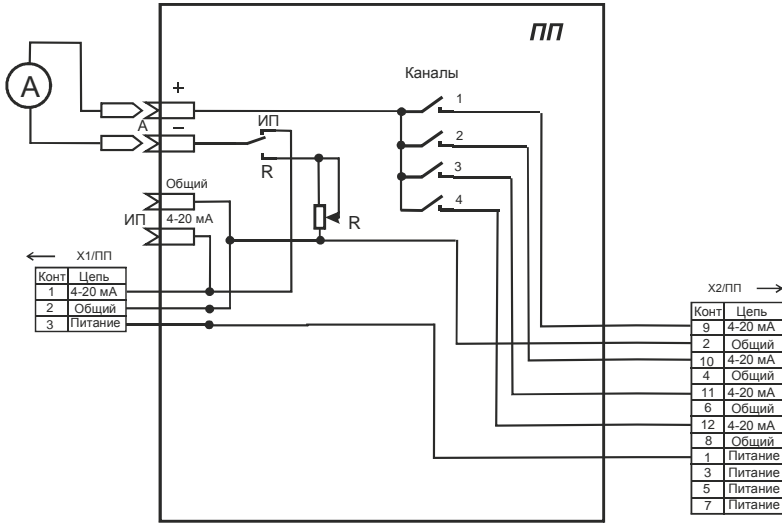 ПП
Каналы
A
+
A
−
1
2
3
4
ИП
R
R
Общий
ИП
4-20 мА
Х1/ПП
Конт Цепь
1 4-20 мА
2 Общий
3 Питание
Х2/ПП
Конт Цепь
9 4-20 мА
2 Общий
10 4-20 мА
4 Общий
11 4-20 мА
6 Общий
12 4-20 мА
8 Общий
1 Питание
3 Питание
5 Питание
7 Питание